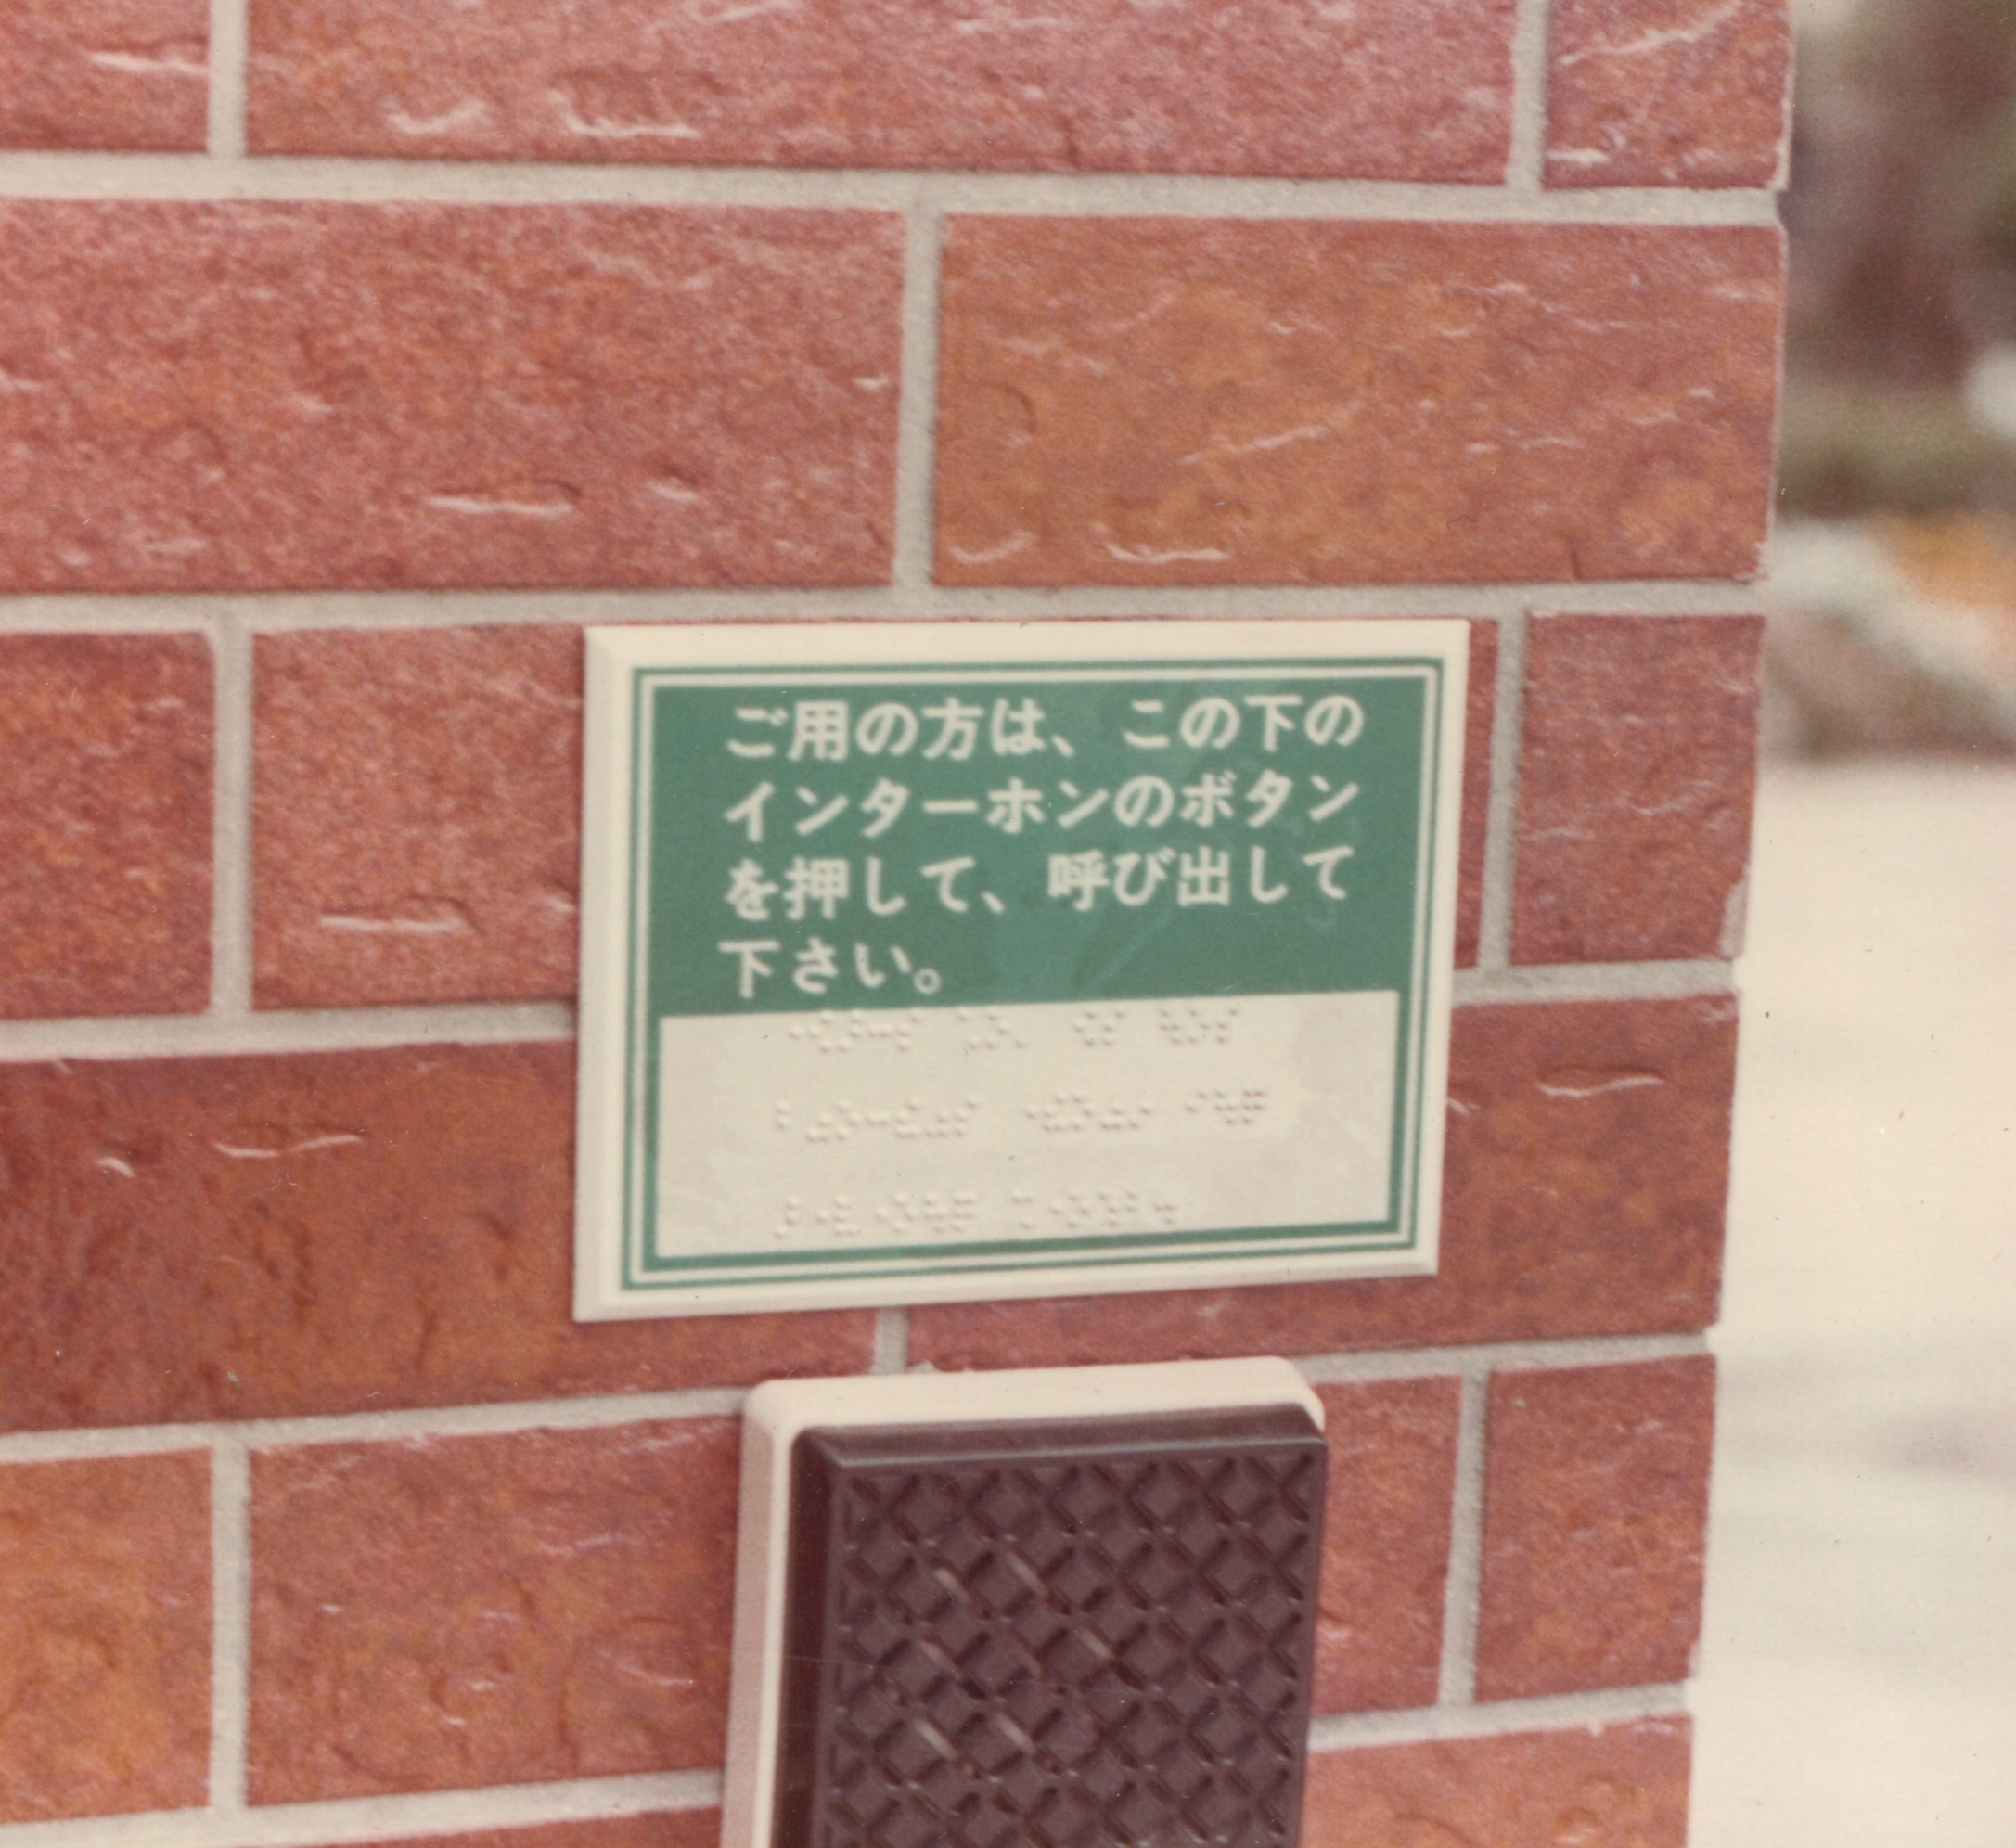 ご用の方は、この下の
インターホンのボタン
を押して、呼び出して
下さい。